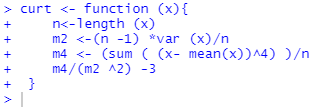 > curt <- function (x){
+     n<-length (x)
+     m2 <-(n -1) *var (x)/n
+     m4 <- (sum ( (x- mean(x))^4) )/n
+     m4/(m2 ^2) -3
+  }
>